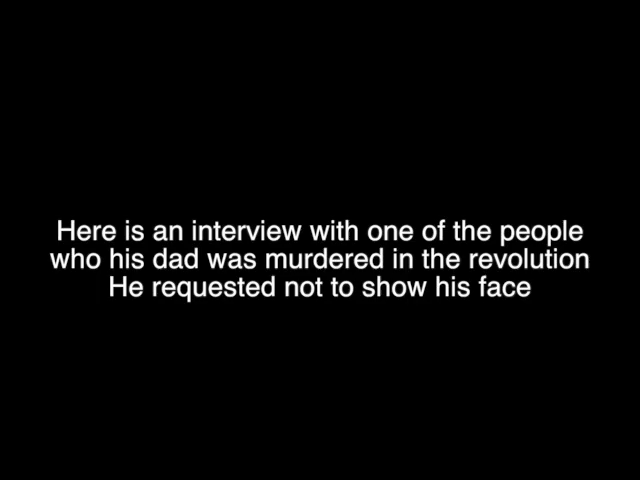 Here is an interview with one of the people
who his dad was murdered in the revolution
He requested not to show his face